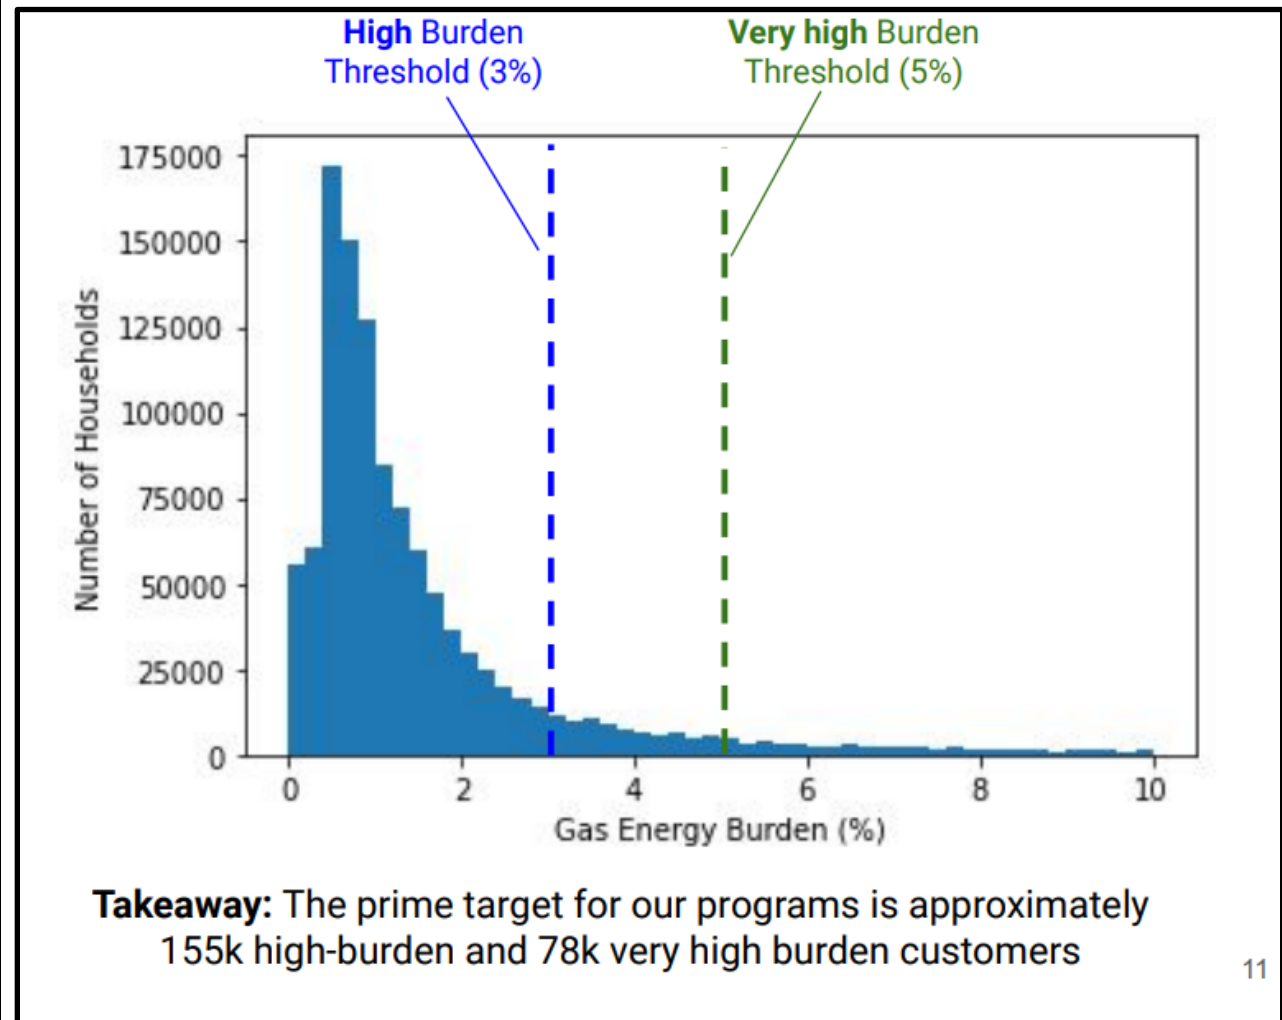 High Burden
Threshold (3%)
Very high Burden
Threshold (5%)
175000
150000
125000
100000
75000
50000
25000
0
Number of Households
0 2 4 6 8 10
Gas Energy Burden (%)
Takeaway: The prime target for our programs is approximately
155k high-burden and 78k very high burden customers
11